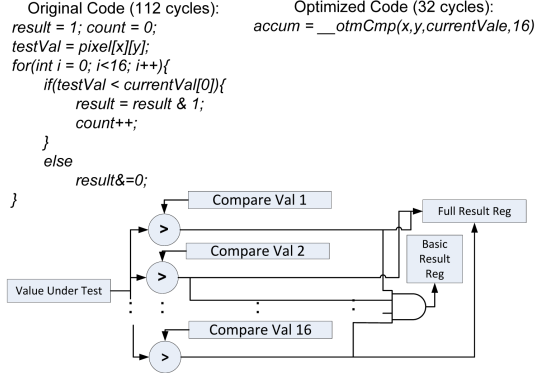 Original Code (112 cycles):
result = 1; count = 0;
testVal = pixel[x][y];
for(int i = 0; i<16; i++){
if(testVal < currentVal[0]){
result = result & 1;
count++;
}
else
result&=0;
}
Optimized Code (32 cycles):
accum = __otmCmp(x,y,currentVale,16)
Compare Val 1
>
Compare Val 2
>
Compare Val 16
>
Value Under Test
Full Result Reg
Basic
Result
Reg